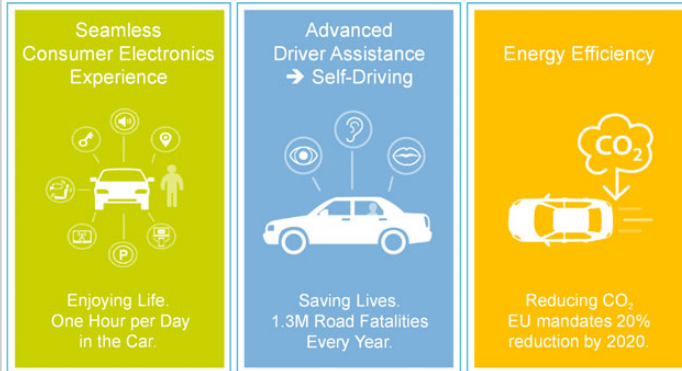 Seamless
Consumer Electronics
Experience
P
Enjoying Life.
One Hour per Day
in the Car.
Advanced
Driver Assistance
➔ Self-Driving
Saving Lives.
1.3M Road Fatalities
Every Year.
Energy Efficiency
CO₂
Reducing CO₂
EU mandates 20%
reduction by 2020.